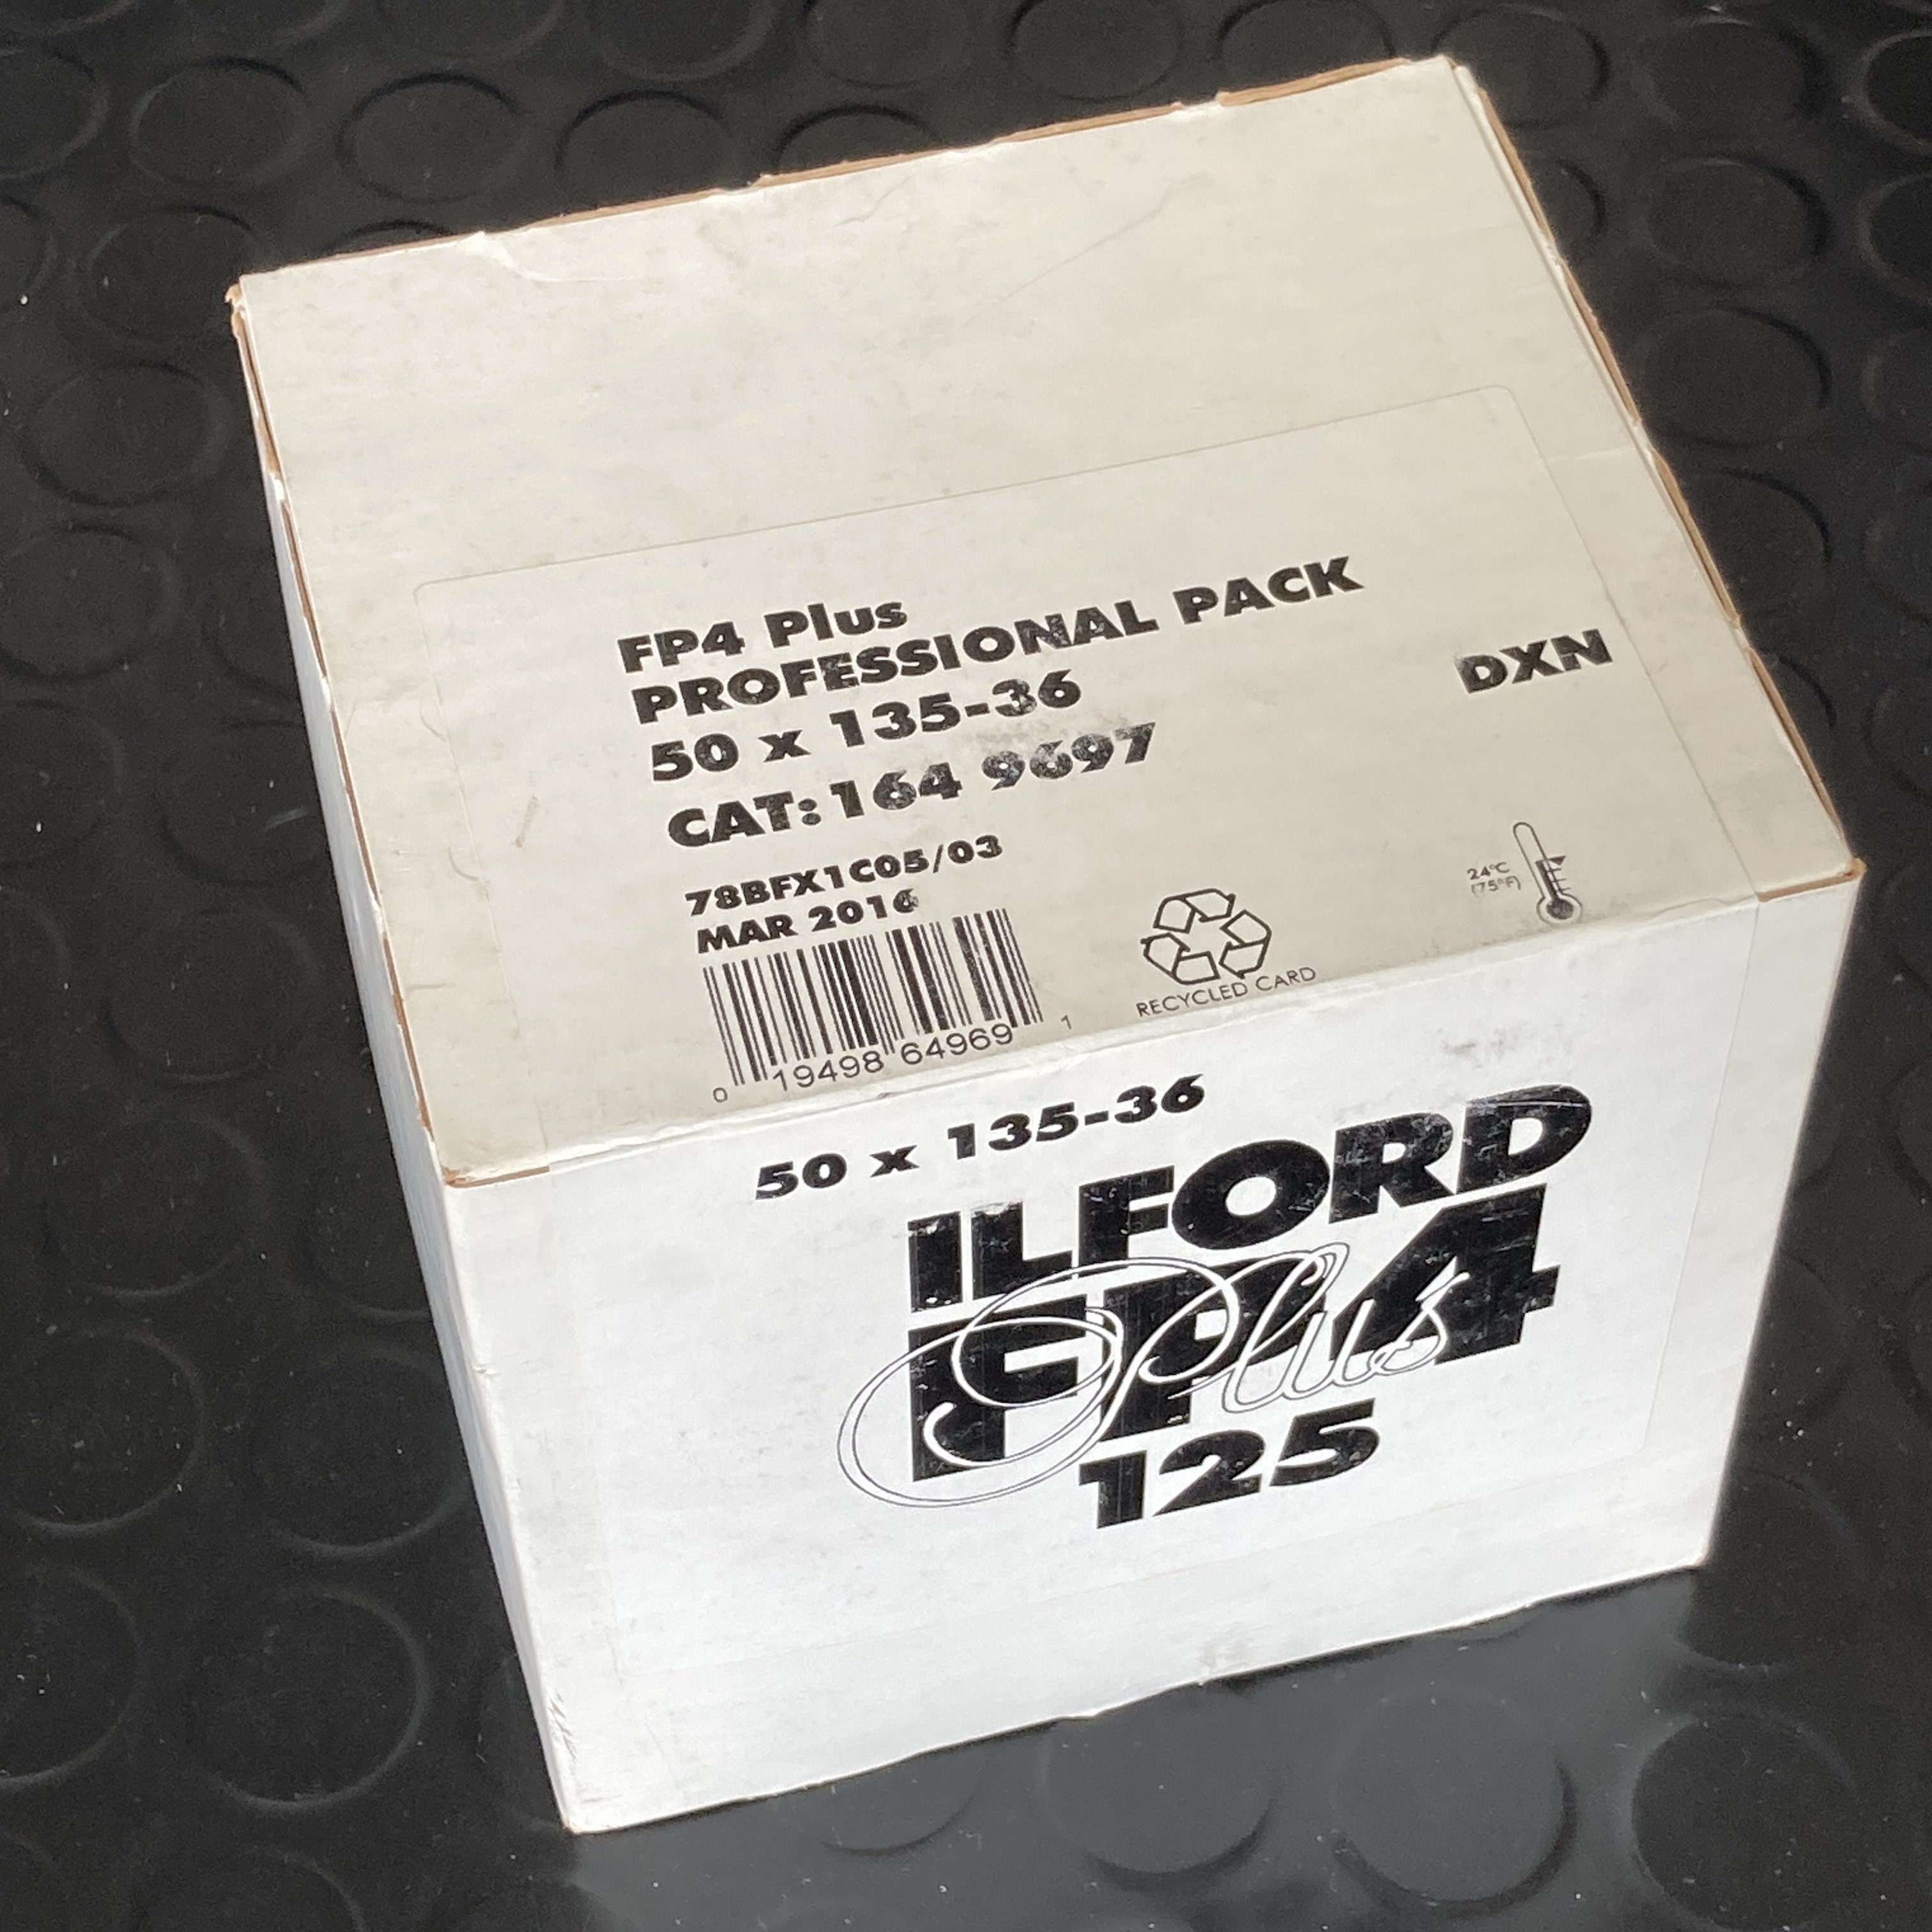 FP4 Plus
PROFESSIONAL PACK
50 x 135-36
DXN
CAT: 164 9697
78BFX1C05/03
MAR 2016
24°C
(75°F)
RECYCLED CARD
0 19498 64969 1
50 x 135-36
ILFORD
FP4
Plus
125